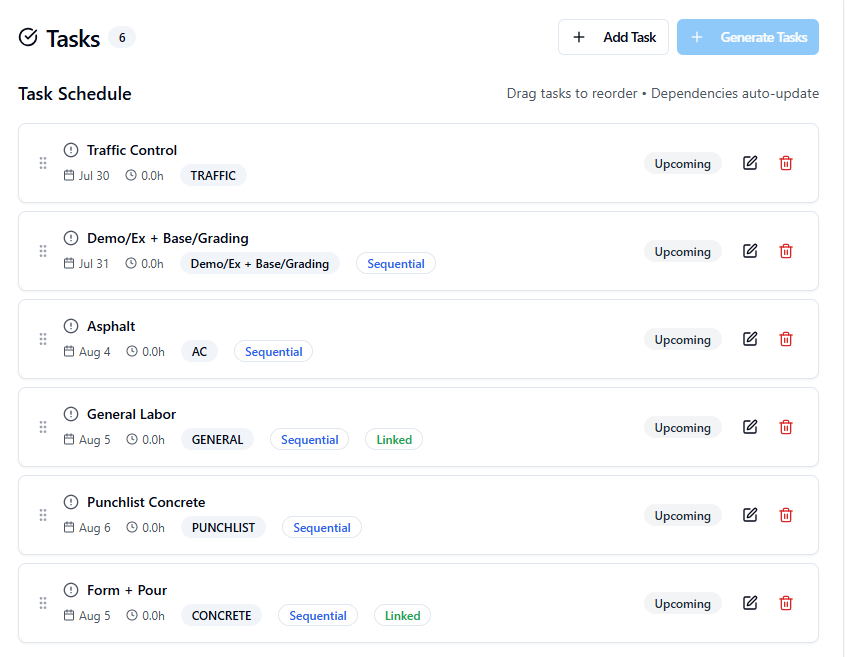 Tasks 6
+ Add Task
+ Generate Tasks
Task Schedule
Drag tasks to reorder • Dependencies auto-update
Traffic Control
Jul 30 0.0h TRAFFIC
Upcoming
Demo/Ex + Base/Grading
Jul 31 0.0h Demo/Ex + Base/Grading Sequential
Upcoming
Asphalt
Aug 4 0.0h AC Sequential
Upcoming
General Labor
Aug 5 0.0h GENERAL Sequential Linked
Upcoming
Punchlist Concrete
Aug 6 0.0h PUNCHLIST Sequential
Upcoming
Form + Pour
Aug 5 0.0h CONCRETE Sequential Linked
Upcoming